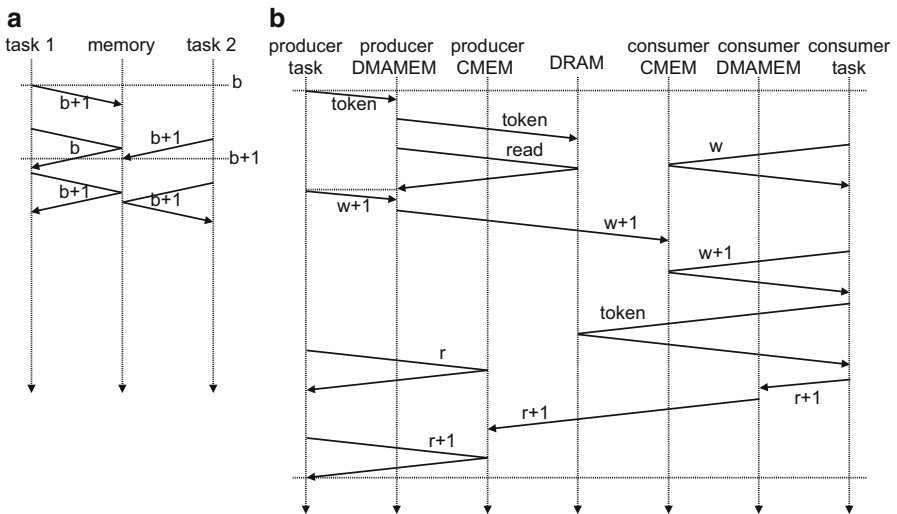 a
task 1 memory task 2
b
b+1
b+1
b
b+1
b+1
b+1
b
producer task
producer DMAMEM
producer CMEM
DRAM
consumer CMEM
consumer DMAMEM
consumer task
token
token
read
w
w+1
w+1
w+1
token
r
r+1
r+1
r+1